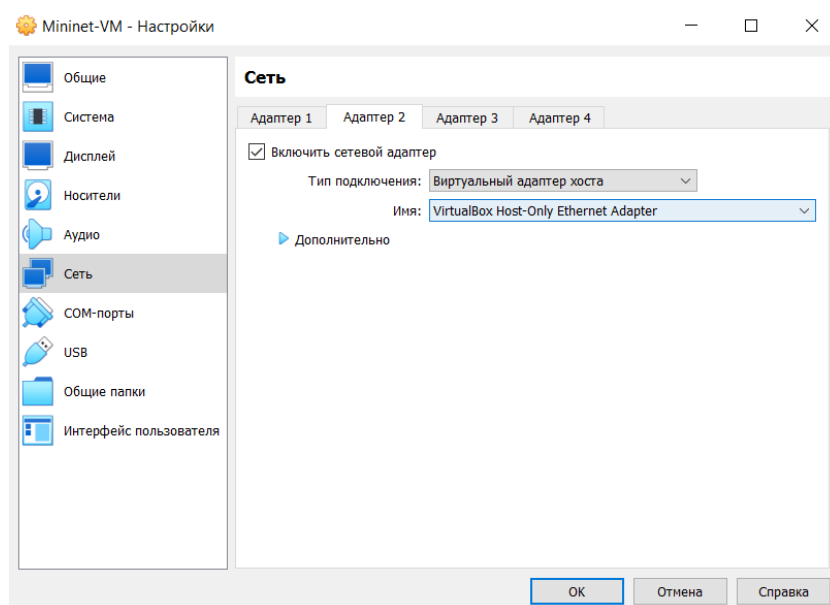 Mininet-VM - Настройки
Общие
Система
Дисплей
Носители
Аудио
Сеть
COM-порты
USB
Общие папки
Интерфейс пользователя
Сеть
Адаптер 1 Адаптер 2 Адаптер 3 Адаптер 4
Включить сетевой адаптер
Тип подключения: Виртуальный адаптер хоста
Имя: VirtualBox Host-Only Ethernet Adapter
Дополнительно
OK Отмена Справка